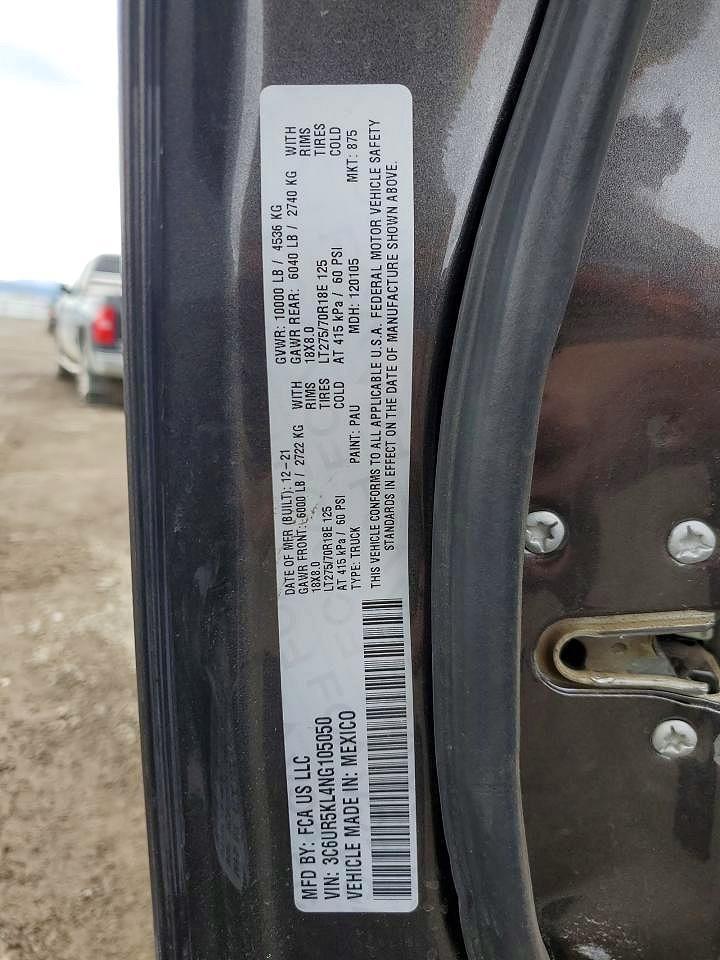 MFD BY: FCA US LLC
VIN: 3C6UR5KL4NG105050
VEHICLE MADE IN: MEXICO
DATE OF MFR (BUILT): 12-21 GVWR: 10000 LB / 4536 KG
GAWR FRONT: 6000 LB / 2722 KG WITH GAWR REAR: 6040 LB / 2740 KG WITH
18X8.0 RIMS 18X8.0 RIMS
LT275/70R18E 125 TIRES LT275/70R18E 125 TIRES
AT 415 kPa / 60 PSI COLD AT 415 kPa / 60 PSI COLD
TYPE: TRUCK PAINT: PAU MDH: 120105 MKT: 875
THIS VEHICLE CONFORMS TO ALL APPLICABLE U.S.A. FEDERAL MOTOR VEHICLE SAFETY
STANDARDS IN EFFECT ON THE DATE OF MANUFACTURE SHOWN ABOVE.